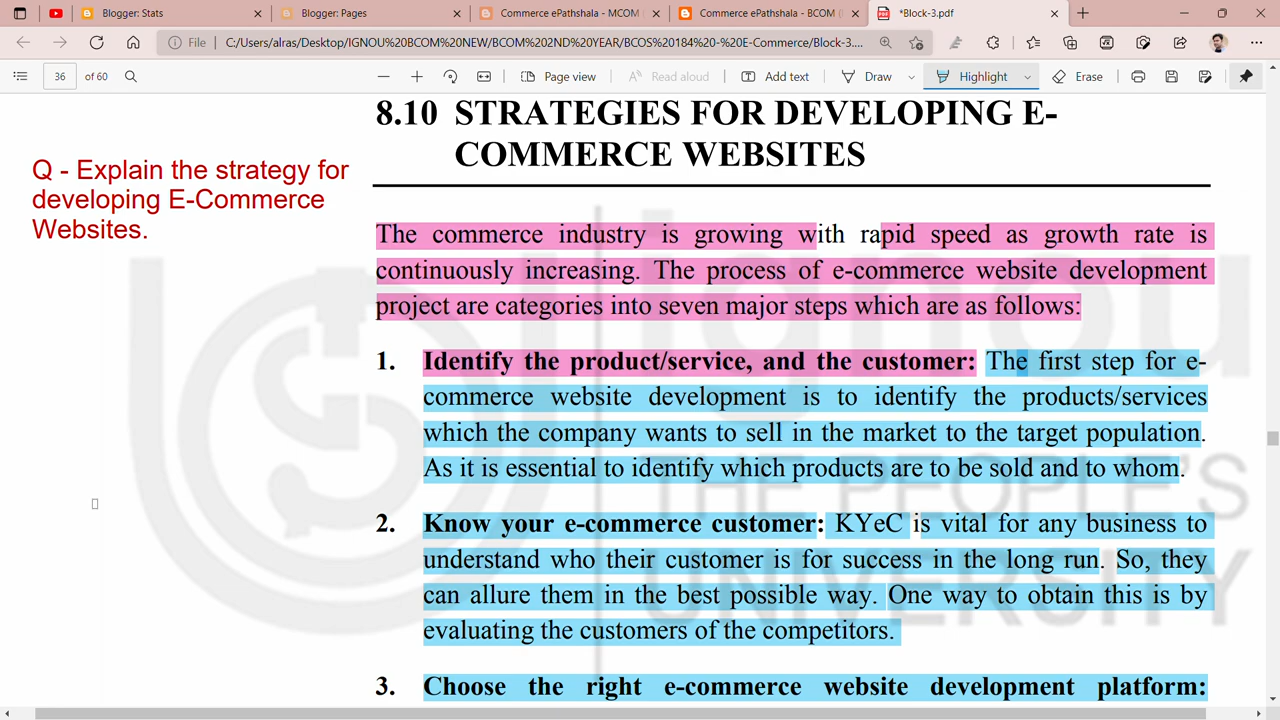 Blogger: Stats
Blogger: Pages
Commerce ePathshala - MCOM
Commerce ePathshala - BCOM (
*Block-3.pdf
File
C:/Users/alras/Desktop/IGNOU%20BCOM%20NEW/BCOM%202ND%20YEAR/BCOS%20184%20-%20E-Commerce/Block-3....
36 of 60
Page view
Read aloud
Add text
Draw
Highlight
Erase
8.10 STRATEGIES FOR DEVELOPING E-
COMMERCE WEBSITES
Q - Explain the strategy for
developing E-Commerce
Websites.
The commerce industry is growing with rapid speed as growth rate is
continuously increasing. The process of e-commerce website development
project are categories into seven major steps which are as follows:
1. Identify the product/service, and the customer: The first step for e-
commerce website development is to identify the products/services
which the company wants to sell in the market to the target population.
As it is essential to identify which products are to be sold and to whom.
2. Know your e-commerce customer: KYeC is vital for any business to
understand who their customer is for success in the long run. So, they
can allure them in the best possible way. One way to obtain this is by
evaluating the customers of the competitors.
3. Choose the right e-commerce website development platform:
ignou
THE PEOPLE'S
UNIVERSITY